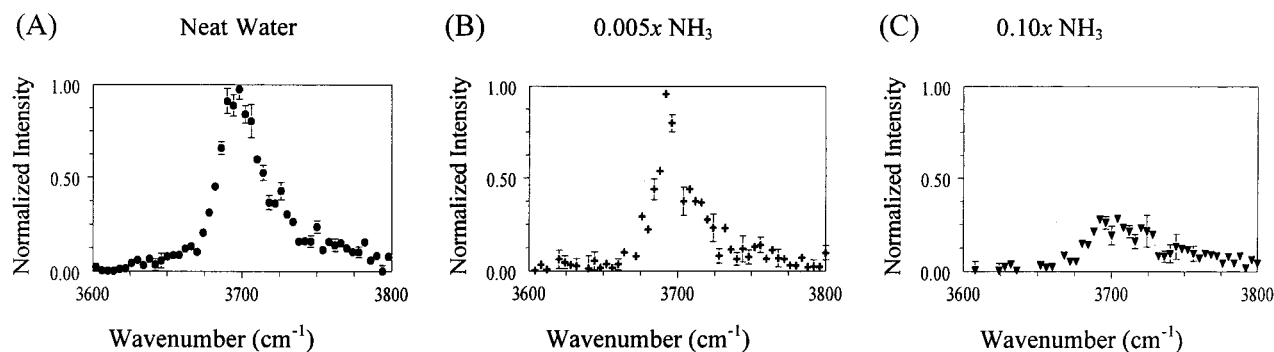 (A) Neat Water
Normalized Intensity
1.00
0.50
0.00
3600 3700 3800
Wavenumber (cm⁻¹)
(B) 0.005x NH₃
Normalized Intensity
1.00
0.50
0.00
3600 3700 3800
Wavenumber (cm⁻¹)
(C) 0.10x NH₃
Normalized Intensity
1.00
0.50
0.00
3600 3700 3800
Wavenumber (cm⁻¹)